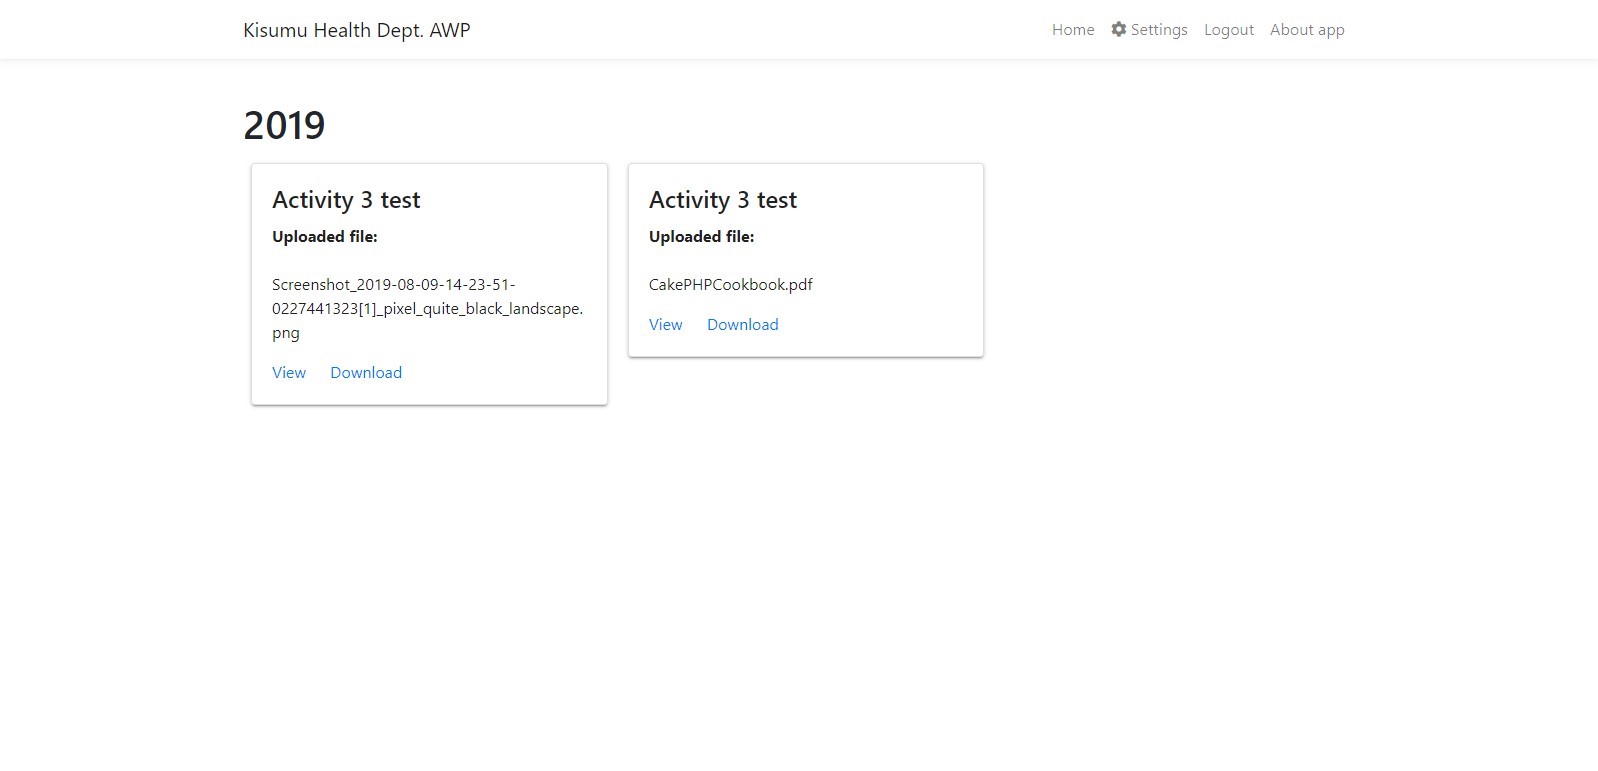 Kisumu Health Dept. AWP
Home Settings Logout About app
2019
Activity 3 test
Uploaded file:
Screenshot_2019-08-09-14-23-51-
0227441323[1]_pixel_quite_black_landscape.
png
View Download
Activity 3 test
Uploaded file:
CakePHPCookbook.pdf
View Download